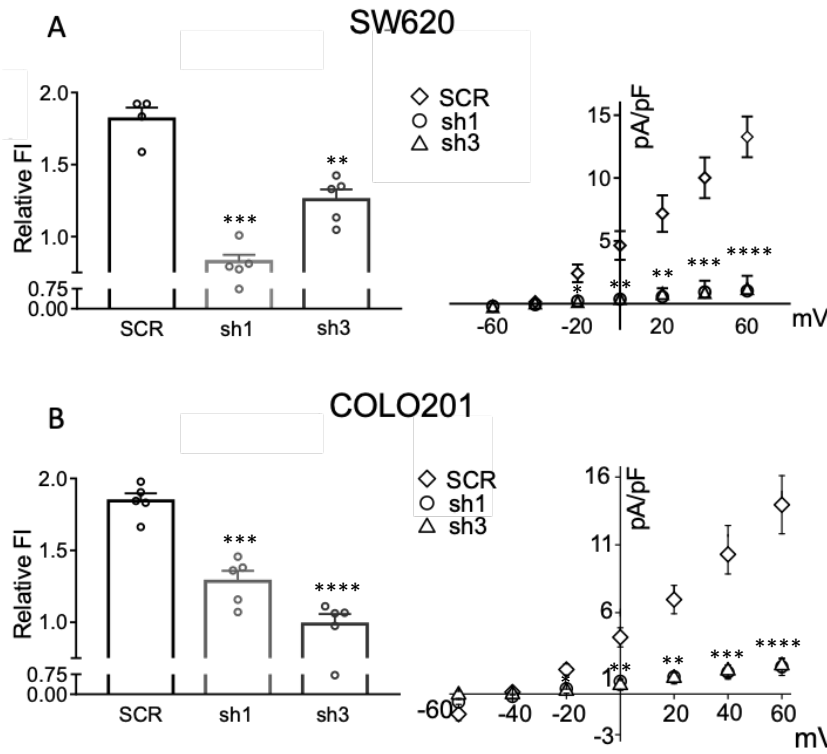 A
SW620
Relative FI
2.0
1.5
1.0
0.75
0.00
***
**
SCR
sh1
sh3
SCR
sh1
sh3
pA/pF
15
10
5
*
**
**
***
****
-60
-20
20
60
mV
B
COLO201
Relative FI
2.0
1.5
1.0
0.75
0.00
***
****
SCR
sh1
sh3
SCR
sh1
sh3
pA/pF
16
11
6
1
-3
*
**
**
***
****
-60
-40
-20
20
40
60
mV